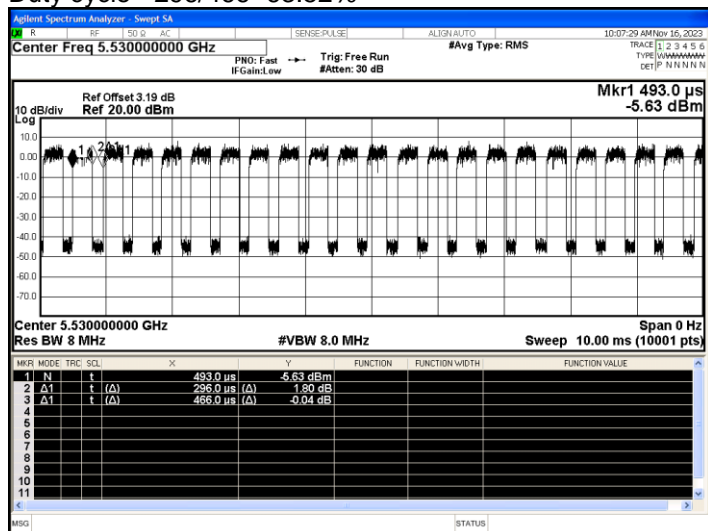 Agilent Spectrum Analyzer - Swept SA
R RF 50 Ω AC SENSE:PULSE ALIGN AUTO 10:07:29 AM Nov 16, 2023
Center Freq 5.530000000 GHz #Avg Type: RMS TRACE 1 2 3 4 5 6
PNO: Fast Trig: Free Run TYPE
IFGain:Low #Atten: 30 dB DET P N N N N N
Mkr1 493.0 µs
Ref Offset 3.19 dB -5.63 dBm
10 dB/div Ref 20.00 dBm
Log
10.0
0.00
-10.0
-20.0
-30.0
-40.0
-50.0
-60.0
-70.0
Center 5.530000000 GHz Span 0 Hz
Res BW 8 MHz #VBW 8.0 MHz Sweep 10.00 ms (10001 pts)
MKR MODE TRC SCL X Y FUNCTION FUNCTION WIDTH FUNCTION VALUE
1 N t 493.0 µs -5.63 dBm
2 Δ1 t (Δ) 296.0 µs (Δ) 1.80 dB
3 Δ1 t (Δ) 466.0 µs (Δ) -0.04 dB
4
5
6
7
8
9
10
11
MSG STATUS